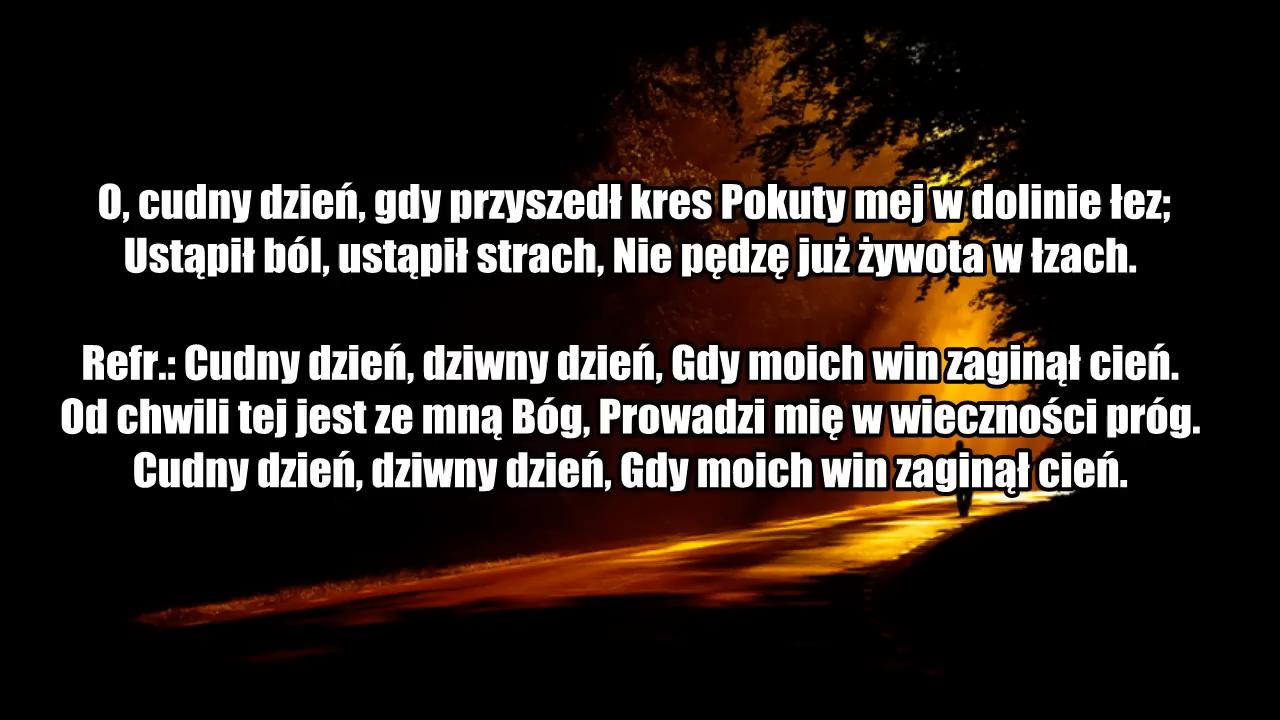 O, cudny dzień, gdy przyszedł kres Pokuty mej w dolinie łez;
Ustąpił ból, ustąpił strach, Nie pędzę już żywota w łzach.
Refr.: Cudny dzień, dziwny dzień, Gdy moich win zaginął cień.
Od chwili tej jest ze mną Bóg, Prowadzi mię w wieczności próg.
Cudny dzień, dziwny dzień, Gdy moich win zaginął cień.